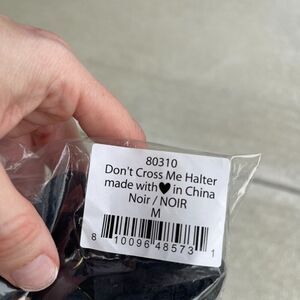 80310
Don't Cross Me Halter
made with🖤in China
Noir / NOIR
M
8 10096 48573 1